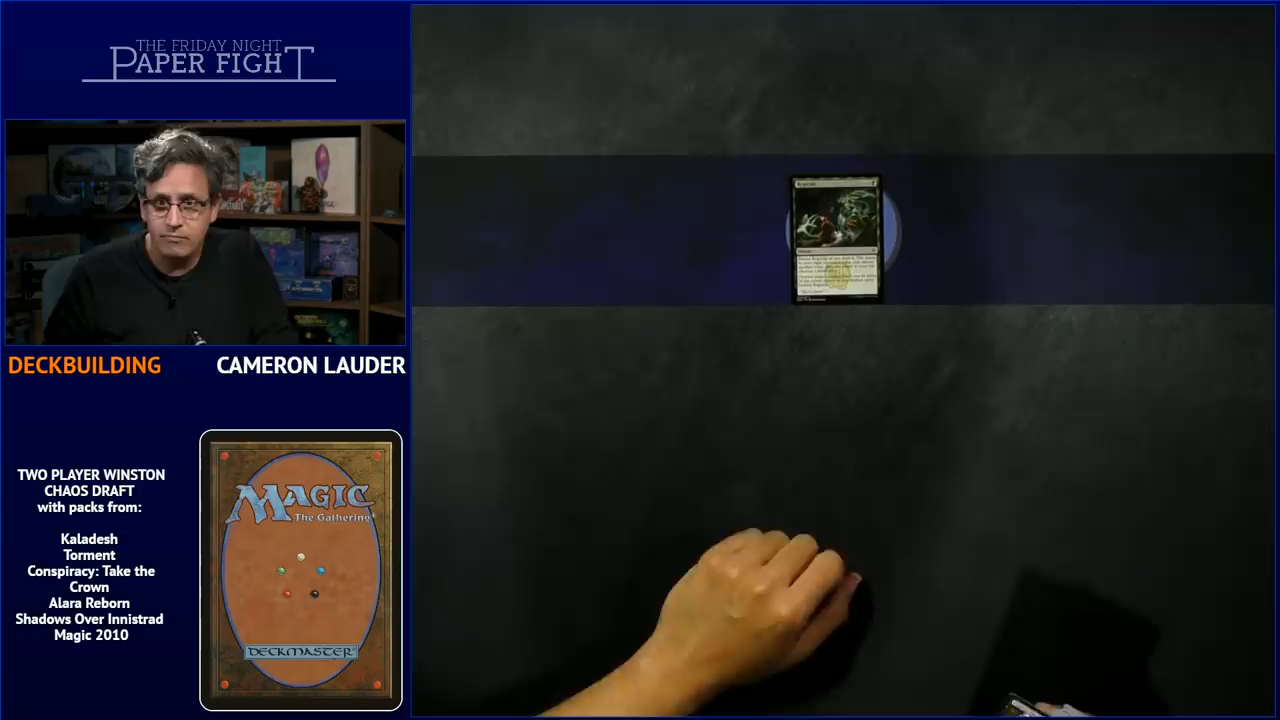 THE FRIDAY NIGHT
PAPER FIGHT
DECKBUILDING
CAMERON LAUDER
TWO PLAYER WINSTON
CHAOS DRAFT
with packs from:
Kaladesh
Torment
Conspiracy: Take the
Crown
Alara Reborn
Shadows Over Innistrad
Magic 2010
MAGIC
The Gathering
DECKMASTER
Regicide